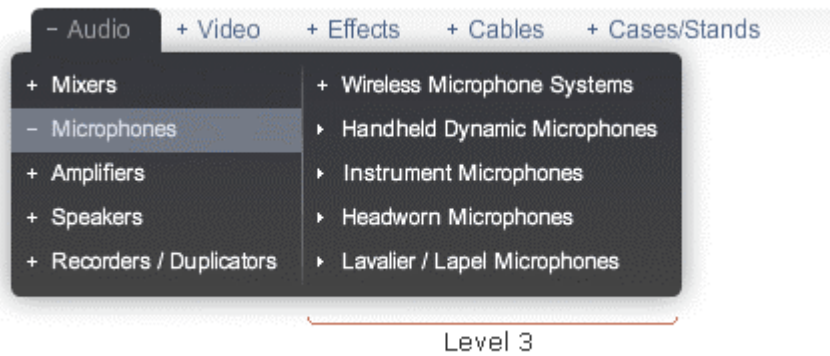 – Audio + Video + Effects + Cables + Cases/Stands
+ Mixers
– Microphones
+ Amplifiers
+ Speakers
+ Recorders / Duplicators
+ Wireless Microphone Systems
Handheld Dynamic Microphones
Instrument Microphones
Headworn Microphones
Lavalier / Lapel Microphones
Level 3